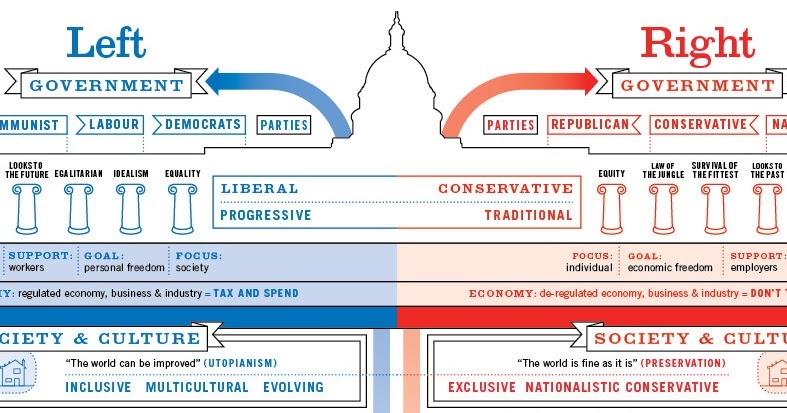 Left
Right
GOVERNMENT
GOVERNMENT
MMUNIST LABOUR DEMOCRATS PARTIES
PARTIES REPUBLICAN CONSERVATIVE NA
LOOKS TO
THE FUTURE
EGALITARIAN
IDEALISM
EQUALITY
LIBERAL
PROGRESSIVE
CONSERVATIVE
TRADITIONAL
EQUITY
LAW OF
THE JUNGLE
SURVIVAL OF
THE FITTEST
LOOKS TO
THE PAST
SUPPORT:
workers
GOAL:
personal freedom
FOCUS:
society
FOCUS:
individual
GOAL:
economic freedom
SUPPORT:
employers
Y: regulated economy, business & industry = TAX AND SPEND
ECONOMY: de-regulated economy, business & industry = DON'T
CIETY & CULTURE
SOCIETY & CULTU
"The world can be improved" (UTOPIANISM)
INCLUSIVE MULTICULTURAL EVOLVING
"The world is fine as it is" (PRESERVATION)
EXCLUSIVE NATIONALISTIC CONSERVATIVE